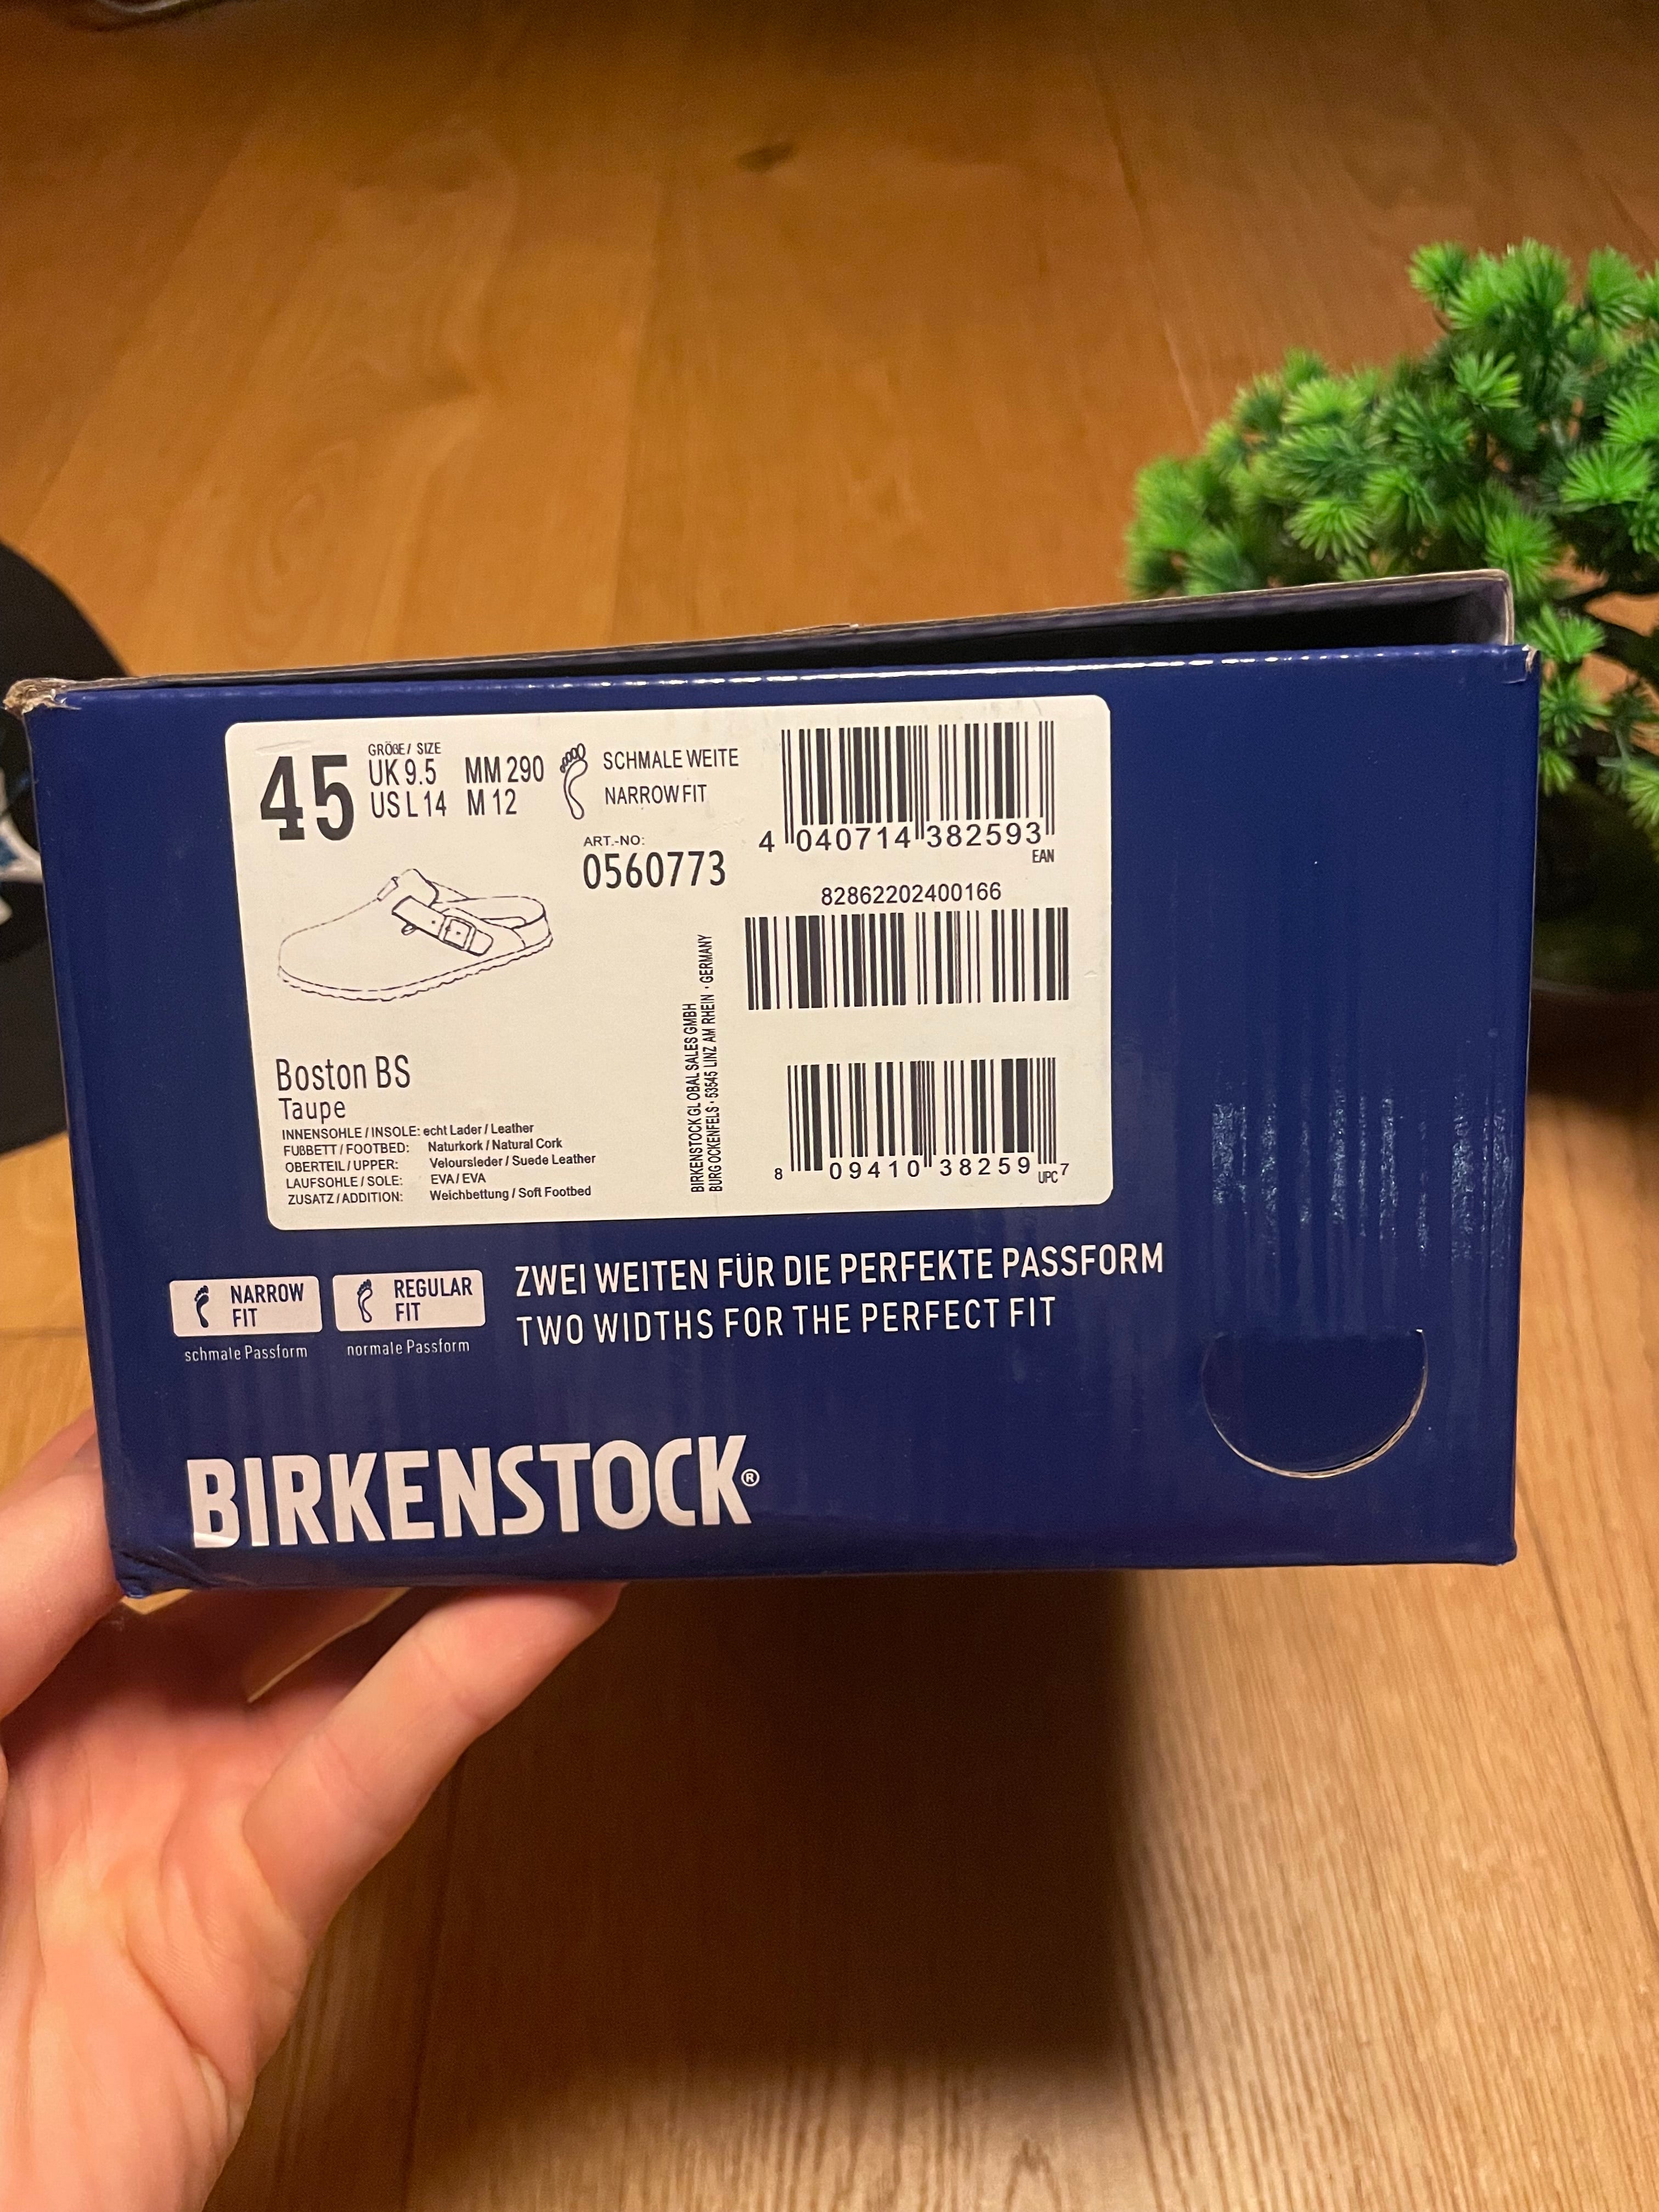 45
GRÖßE / SIZE
UK 9.5 MM 290
US L 14 M 12
SCHMALE WEITE
NARROW FIT
ART.-NO:
0560773
4 040714 382593
EAN
82862202400166
BIRKENSTOCK GLOBAL SALES GMBH
BURG OCKENFELS · 53545 LINZ AM RHEIN · GERMANY
8 09410 38259 7
UPC
Boston BS
Taupe
INNENSOHLE / INSOLE: echt Lader / Leather
FUßBETT / FOOTBED: Naturkork / Natural Cork
OBERTEIL / UPPER: Veloursleder / Suede Leather
LAUFSOHLE / SOLE: EVA / EVA
ZUSATZ / ADDITION: Weichbettung / Soft Footbed
NARROW
FIT
schmale Passform
REGULAR
FIT
normale Passform
ZWEI WEITEN FÜR DIE PERFEKTE PASSFORM
TWO WIDTHS FOR THE PERFECT FIT
BIRKENSTOCK®